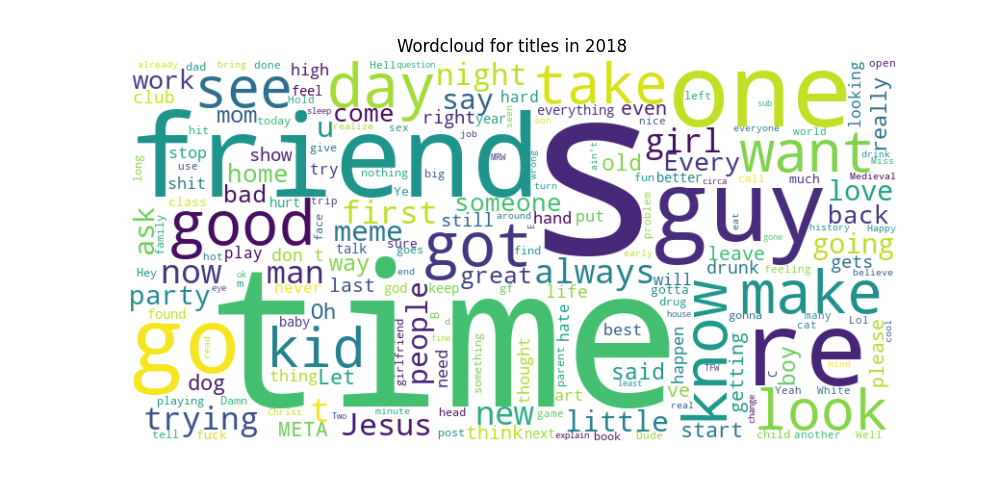 Wordcloud for titles in 2018
already dad bring done Hell question
work see high day night take one left looking open
club Hold feel mom say hard sub really
today u come right year seen everything even nice
hit sleep realize sex job son girl everyone world
friend s guy want drink Miss
long stop show give MRW wrong ain't old Every
use home try nothing big turn fun better circa call much Medieval
shit bad hurt trip Ye someone love
class good face first still around hand put problem eat back
ask family meme E leave history Happy
hot play don t sure goes got find early gone going
Hey now man way talk great always drunk feeling gets
ok m last end will believe
eye never god keep gf life gotta
party Oh time drug make
found baby people B house gonna many
go kid d hate best know re cat Lol cool
read girlfriend fine happen boy please
dog thing Let need something thought parent said TFW C mind
least getting
playing Damn t art ve real Yeah White look
trying Christ Two minute head new game little change
META Jesus post think next start child another Well
tell fuck explain book Dude